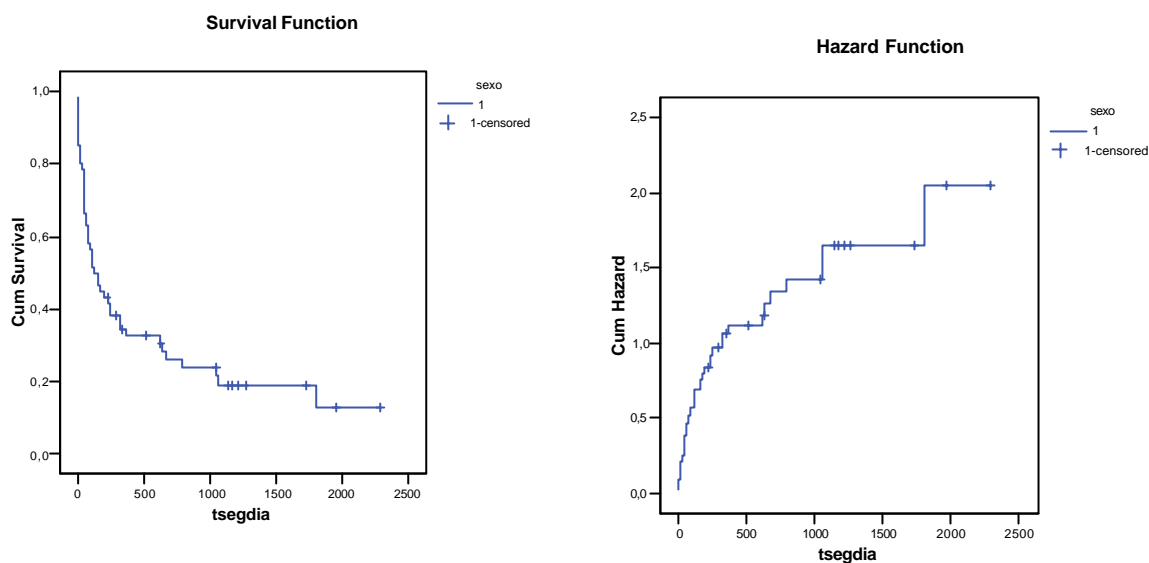 Survival Function
sexo
1
1-censored
1,0
0,8
0,6
0,4
0,2
0,0
Cum Survival
0 500 1000 1500 2000 2500
tsegdia
Hazard Function
sexo
1
1-censored
2,5
2,0
1,5
1,0
0,5
0,0
Cum Hazard
0 500 1000 1500 2000 2500
tsegdia